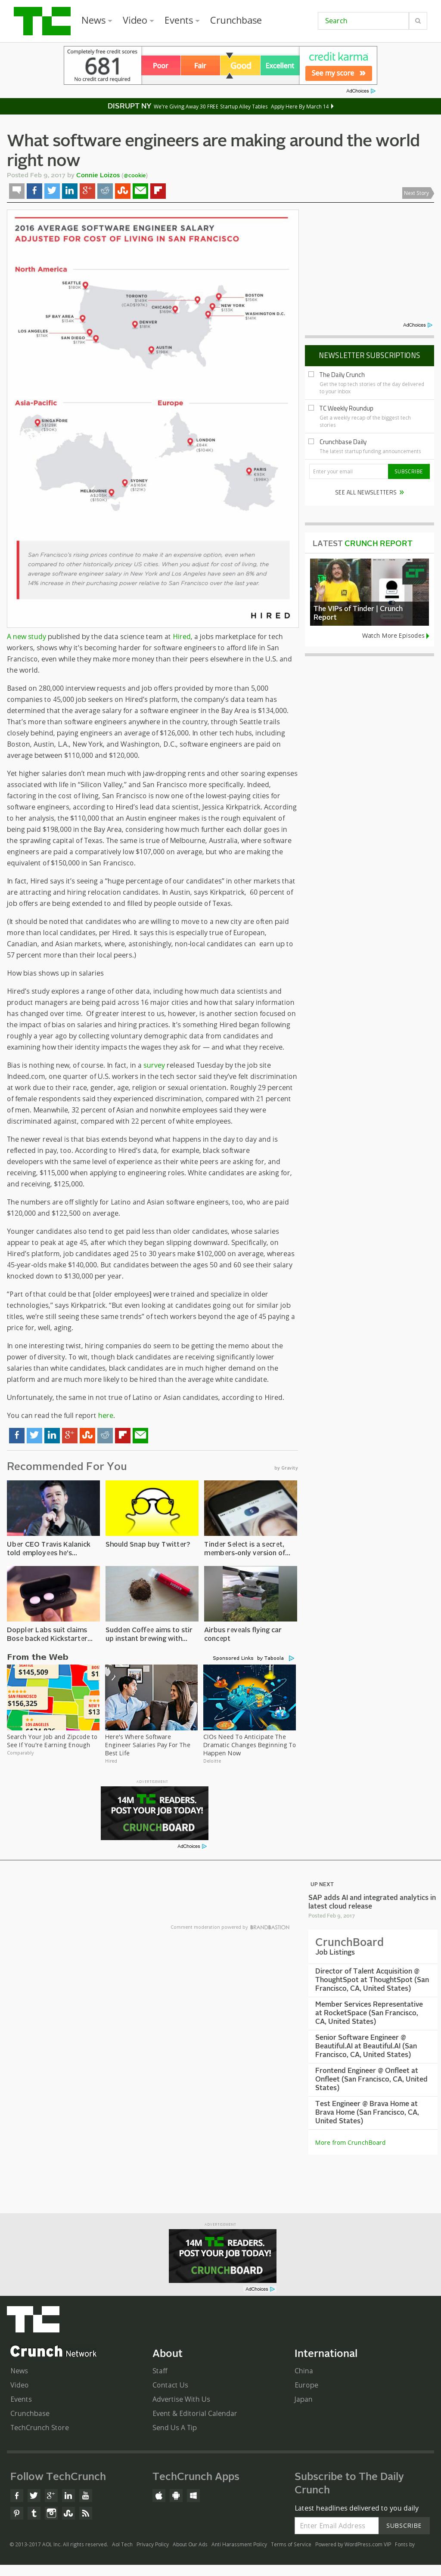 TC
News
Video
Events
Crunchbase
Search
Completely free credit scores
681
No credit card required
Poor
Fair
Good
Excellent
credit karma
See my score »
AdChoices
DISRUPT NY We're Giving Away 30 FREE Startup Alley Tables Apply Here By March 14
What software engineers are making around the world
right now
Posted Feb 9, 2017 by Connie Loizos (@cookie)
Next Story
2016 AVERAGE SOFTWARE ENGINEER SALARY
ADJUSTED FOR COST OF LIVING IN SAN FRANCISCO
North America
SEATTLE
TORONTO
CHICAGO
BOSTON
NEW YORK
WASHINGTON D.C.
SF BAY AREA
DENVER
LOS ANGELES
SAN DIEGO
AUSTIN
Asia-Pacific
Europe
SINGAPORE
LONDON
PARIS
SYDNEY
MELBOURNE
San Francisco's rising prices continue to make it an expensive option, even when
compared to other historically pricey US cities. When you adjust for cost of living, the
average software engineer salary in New York and Los Angeles have seen an 8% and
14% increase in their purchasing power relative to San Francisco over the last year.
HIRED
A new study published by the data science team at Hired, a jobs marketplace for tech
workers, shows why it's becoming harder for software engineers to afford life in San
Francisco, even while they make more money than their peers elsewhere in the U.S. and
the world.
Based on 280,000 interview requests and job offers provided by more than 5,000
companies to 45,000 job seekers on Hired's platform, the company's data team has
determined that the average salary for a software engineer in the Bay Area is $134,000.
That's more than software engineers anywhere in the country, through Seattle trails
closely behind, paying engineers an average of $126,000. In other tech hubs, including
Boston, Austin, L.A., New York, and Washington, D.C., software engineers are paid on
average between $110,000 and $120,000.
Yet higher salaries don't mean much with jaw-dropping rents and other soaring expenses
associated with life in "Silicon Valley," and San Francisco more specifically. Indeed,
factoring in the cost of living, San Francisco is now one of the lowest-paying cities for
software engineers, according to Hired's lead data scientist, Jessica Kirkpatrick. According
to her analysis, the $110,000 that an Austin engineer makes is the rough equivalent of
being paid $198,000 in the Bay Area, considering how much further each dollar goes in
the sprawling capital of Texas. The same is true of Melbourne, Australia, where software
engineers are paid a comparatively low $107,000 on average, but who are making the
equivalent of $150,000 in San Francisco.
In fact, Hired says it's seeing a "huge percentage of our candidates" in other markets that
are outbound and hiring relocation candidates. In Austin, says Kirkpatrick,  60 percent of
job offers are being extended to and filled by people outside of Texas.
(It should be noted that candidates who are willing to move to a new city are often paid
more than local peers, per Hired. It says this is especially true of European,
Canadian, and Asian markets, where, astonishingly, non-local candidates can  earn up to
57 percent more than their local peers.)
How bias shows up in salaries
Hired's study explores a range of other data, including how much data scientists and
product managers are being paid across 16 major cities and how that salary information
has changed over time.  Of greater interest to us, however, is another section focused on
the impact of bias on salaries and hiring practices. It's something Hired began following
roughly a year ago by collecting voluntary demographic data from candidates and
examining how their identity impacts the wages they ask for — and what they receive.
Bias is nothing new, of course. In fact, in a survey released Tuesday by the job site
Indeed.com, one quarter of U.S. workers in the tech sector said they've felt discrimination
at work due to their race, gender, age, religion or sexual orientation. Roughly 29 percent
of female respondents said they experienced discrimination, compared with 21 percent
of men. Meanwhile, 32 percent of Asian and nonwhite employees said they were
discriminated against, compared with 22 percent of white employees.
The newer reveal is that bias extends beyond what happens in the day to day and is
reflected in pay, too. According to Hired's data, for example, black software
developers with the same level of experience as their white peers are asking for, and
receiving, $115,000 when applying to engineering roles. White candidates are asking for,
and receiving, $125,000.
The numbers are off slightly for Latino and Asian software engineers, too, who are paid
$120,000 and $122,500 on average.
Younger candidates also tend to get paid less than older candidates, whose salaries
appear to peak at age 45, after which they began slipping downward. Specifically, on
Hired's platform, job candidates aged 25 to 30 years make $102,000 on average, whereas
45-year-olds make $140,000. But candidates between the ages 50 and 60 see their salary
knocked down to $130,000 per year.
"Part of that could be that [older employees] were trained and specialize in older
technologies," says Kirkpatrick. "But even looking at candidates going out for similar job
titles, we're still seeing these same trends" of tech workers beyond the age of 45 paying a
price for, well, aging.
In one interesting twist, hiring companies do seem to be getting the memo about the
power of diversity. To wit, though black candidates are receiving significantly lower
salaries than white candidates, black candidates are in much higher demand on the
platform and are much more likely to be hired than the average white candidate.
Unfortunately, the same in not true of Latino or Asian candidates, according to Hired.
You can read the full report here.
Recommended For You
by Gravity
Uber CEO Travis Kalanick
told employees he's...
Should Snap buy Twitter?
Tinder Select is a secret,
members-only version of...
Doppler Labs suit claims
Bose backed Kickstarter...
Sudden Coffee aims to stir
up instant brewing with...
Airbus reveals flying car
concept
From the Web
Sponsored Links by Taboola
$145,509
SAN FRANCISCO
$156,325
Search Your Job and Zipcode to
See If You're Earning Enough
Comparably
Here's Where Software
Engineer Salaries Pay For The
Best Life
Hired
CIOs Need To Anticipate The
Dramatic Changes Beginning To
Happen Now
Deloitte
ADVERTISEMENT
14M TC READERS.
POST YOUR JOB TODAY!
CRUNCHBOARD
AdChoices
Comment moderation powered by BRANDBASTION
AdChoices
NEWSLETTER SUBSCRIPTIONS
The Daily Crunch
Get the top tech stories of the day delivered
to your inbox
TC Weekly Roundup
Get a weekly recap of the biggest tech
stories
Crunchbase Daily
The latest startup funding announcements
Enter your email
SUBSCRIBE
SEE ALL NEWSLETTERS »
LATEST CRUNCH REPORT
The VIPs of Tinder | Crunch
Report
Watch More Episodes
UP NEXT
SAP adds AI and integrated analytics in
latest cloud release
Posted Feb 9, 2017
CrunchBoard
Job Listings
Director of Talent Acquisition @
ThoughtSpot at ThoughtSpot (San
Francisco, CA, United States)
Member Services Representative
at RocketSpace (San Francisco,
CA, United States)
Senior Software Engineer @
Beautiful.AI at Beautiful.AI (San
Francisco, CA, United States)
Frontend Engineer @ Onfleet at
Onfleet (San Francisco, CA, United
States)
Test Engineer @ Brava Home at
Brava Home (San Francisco, CA,
United States)
More from CrunchBoard
ADVERTISEMENT
14M TC READERS.
POST YOUR JOB TODAY!
CRUNCHBOARD
AdChoices
TC
Crunch Network
News
Video
Events
Crunchbase
TechCrunch Store
About
Staff
Contact Us
Advertise With Us
Event & Editorial Calendar
Send Us A Tip
International
China
Europe
Japan
Follow TechCrunch
TechCrunch Apps
Subscribe to The Daily
Crunch
Latest headlines delivered to you daily
Enter Email Address
SUBSCRIBE
© 2013-2017 AOL Inc. All rights reserved. Aol Tech Privacy Policy About Our Ads Anti Harassment Policy Terms of Service Powered by WordPress.com VIP Fonts by